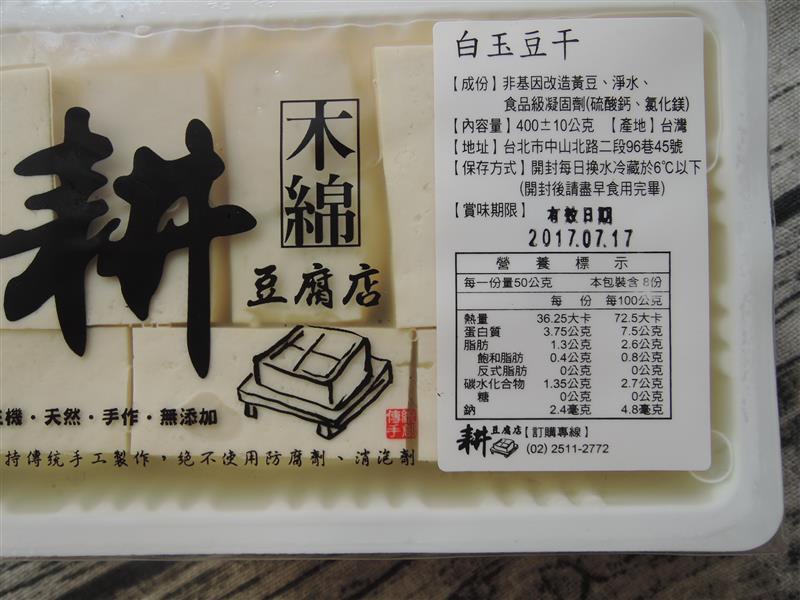 耕
木綿
豆腐店
機・天然・手作・無添加
持傳統手工製作，絕不使用防腐劑、消泡劑
白玉豆干
【成份】非基因改造黃豆、淨水、
食品級凝固劑(硫酸鈣、氯化鎂)
【內容量】400±10公克 【產地】台灣
【地址】台北市中山北路二段96巷45號
【保存方式】開封每日換水冷藏於6℃以下
(開封後請盡早食用完畢)
【賞味期限】 有效日期
2017.07.17
營養標示
每一份量50公克 本包裝含 8份
每 份 每100公克
熱量 36.25大卡 72.5大卡
蛋白質 3.75公克 7.5公克
脂肪 1.3公克 2.6公克
飽和脂肪 0.4公克 0.8公克
反式脂肪 0公克 0公克
碳水化合物 1.35公克 2.7公克
糖 0公克 0公克
鈉 2.4毫克 4.8毫克
耕 豆腐店【訂購專線】
(02) 2511-2772